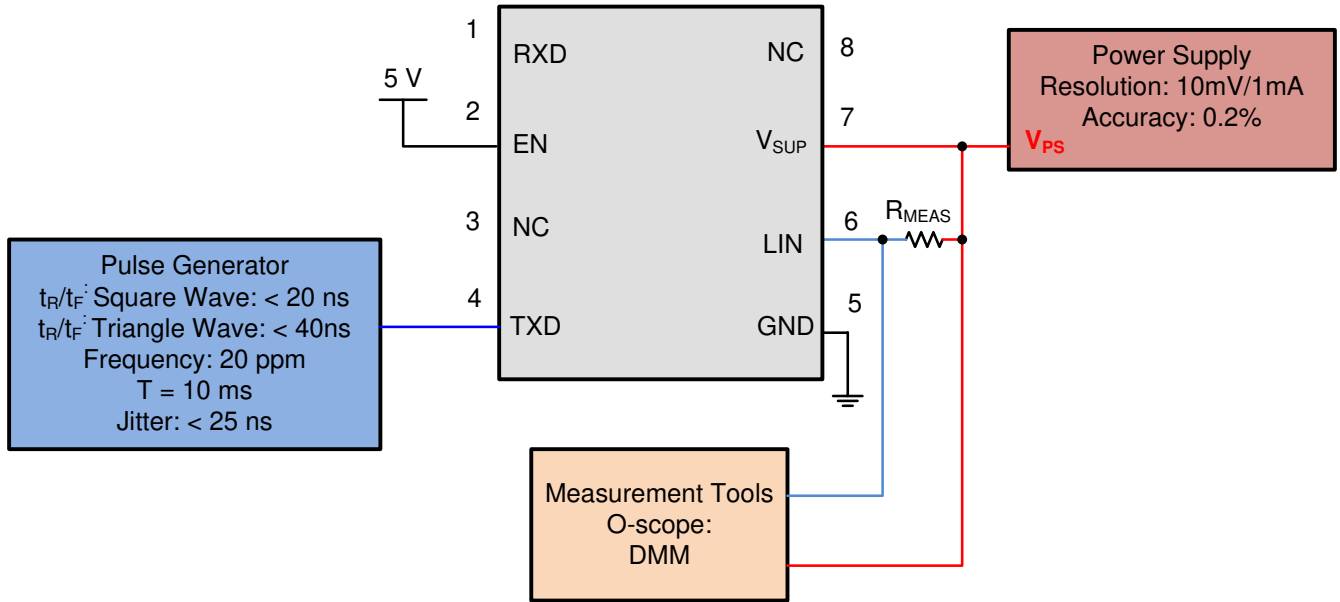 1
RXD
NC
8
5 V
2
EN
7
V_SUP
3
NC
6
LIN
R_MEAS
4
TXD
5
GND
Power Supply
Resolution: 10mV/1mA
Accuracy: 0.2%
V_PS
Pulse Generator
t_R/t_F: Square Wave: < 20 ns
t_R/t_F: Triangle Wave: < 40ns
Frequency: 20 ppm
T = 10 ms
Jitter: < 25 ns
Measurement Tools
O-scope:
DMM